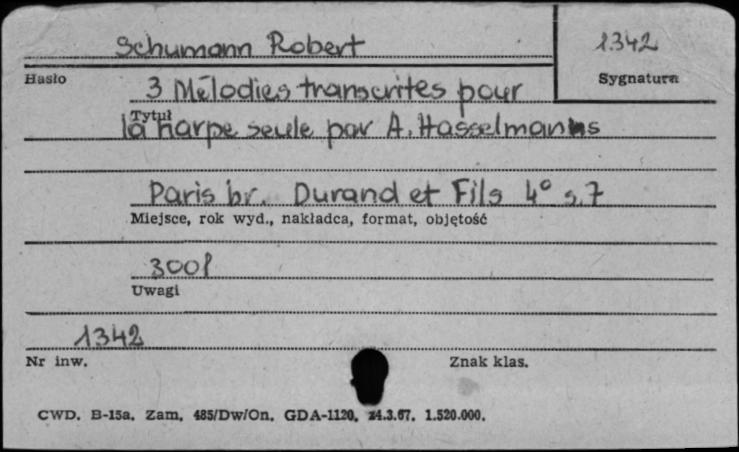 Schumann Robert
1342
Hasło
Sygnatura
3 Mélodies transcrites pour
Tytuł
la harpe seule par A. Hasselmanns
Paris br. Durand et Fils 4° s. 7
Miejsce, rok wyd., nakładca, format, objętość
Uwagi
1342
Nr inw.
Znak klas.
CWD. B-15a. Zam. 485/Dw/On. GDA-1120. 24.3.67. 1.520.000.